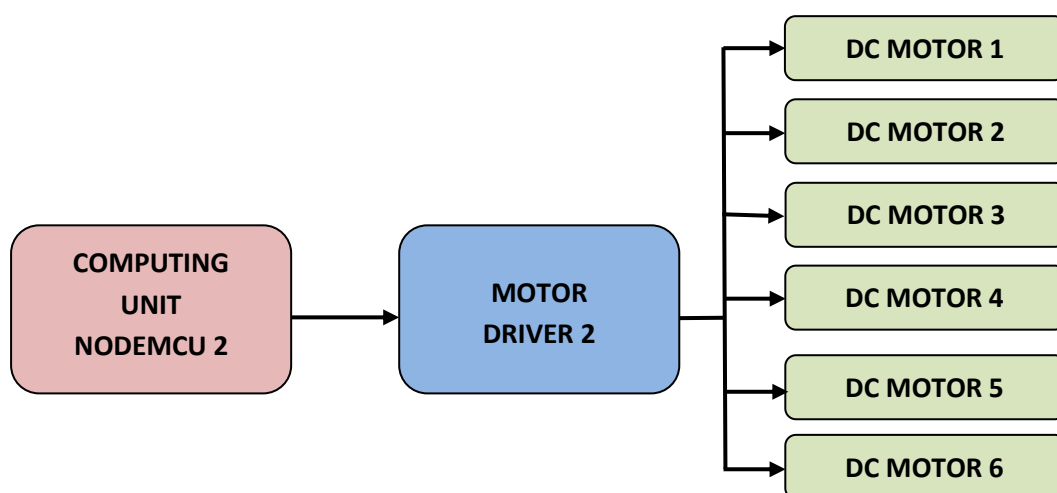 COMPUTING
UNIT
NODEMCU 2
MOTOR
DRIVER 2
DC MOTOR 1
DC MOTOR 2
DC MOTOR 3
DC MOTOR 4
DC MOTOR 5
DC MOTOR 6